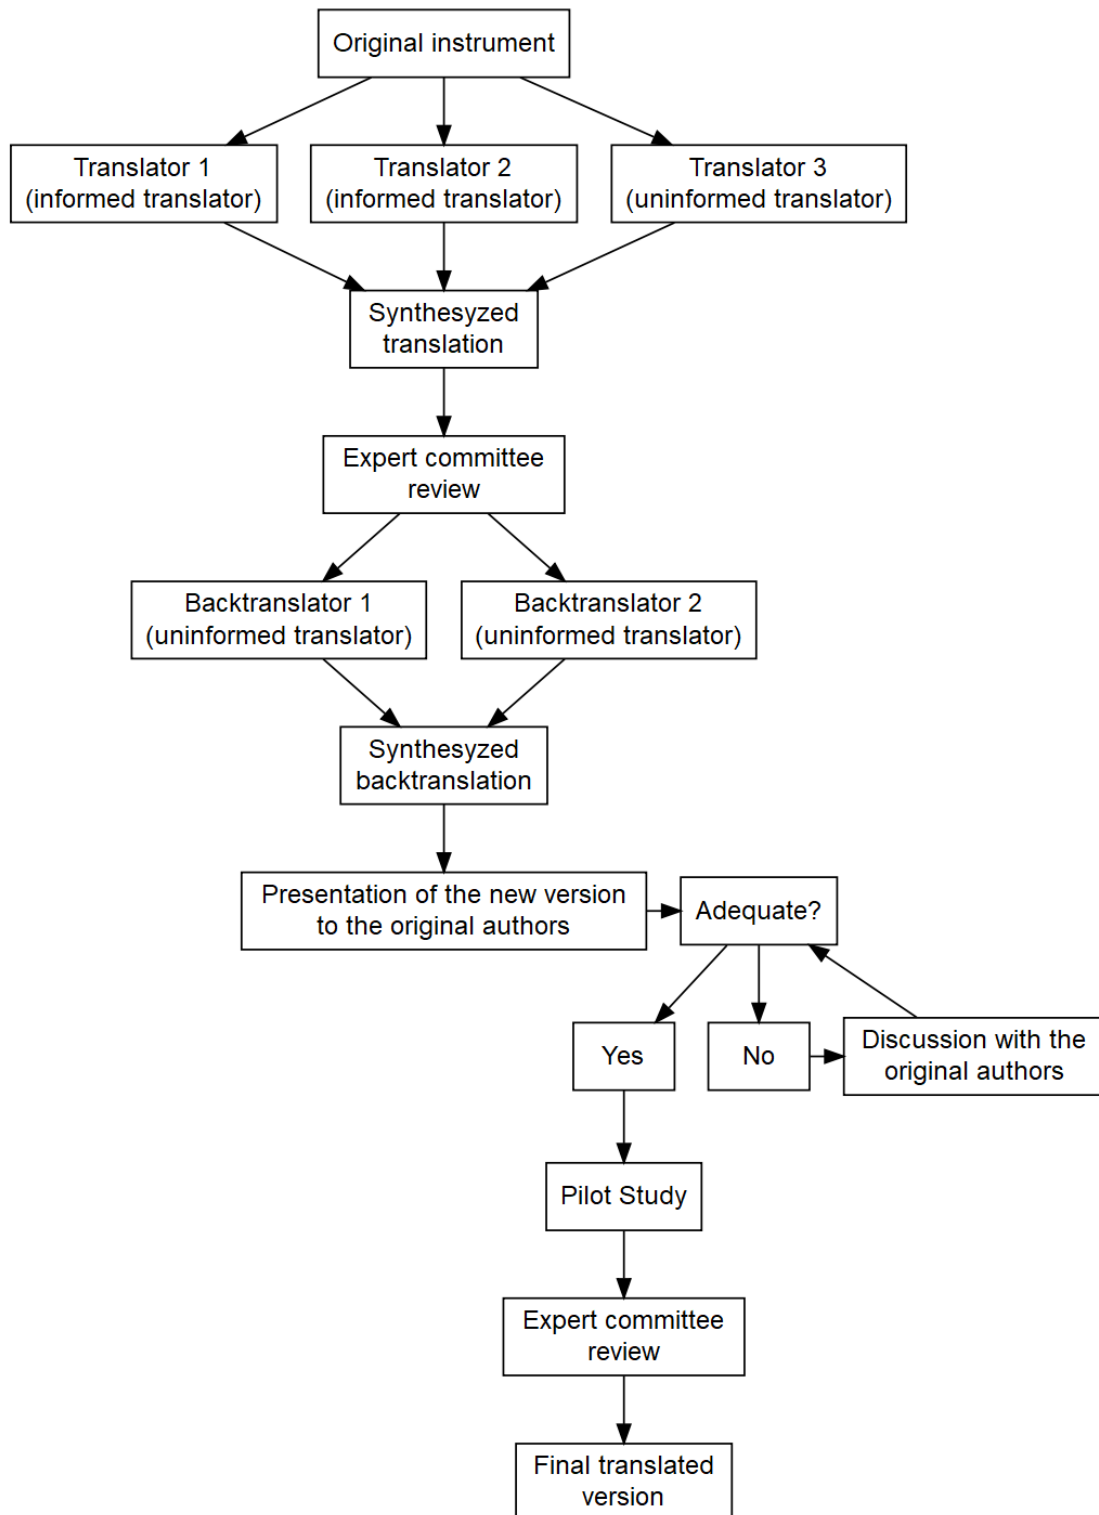 Original instrument
Translator 1
(informed translator)
Translator 2
(informed translator)
Translator 3
(uninformed translator)
Synthesyzed
translation
Expert committee
review
Backtranslator 1
(uninformed translator)
Backtranslator 2
(uninformed translator)
Synthesyzed
backtranslation
Presentation of the new version
to the original authors
Adequate?
Yes
No
Discussion with the
original authors
Pilot Study
Expert committee
review
Final translated
version